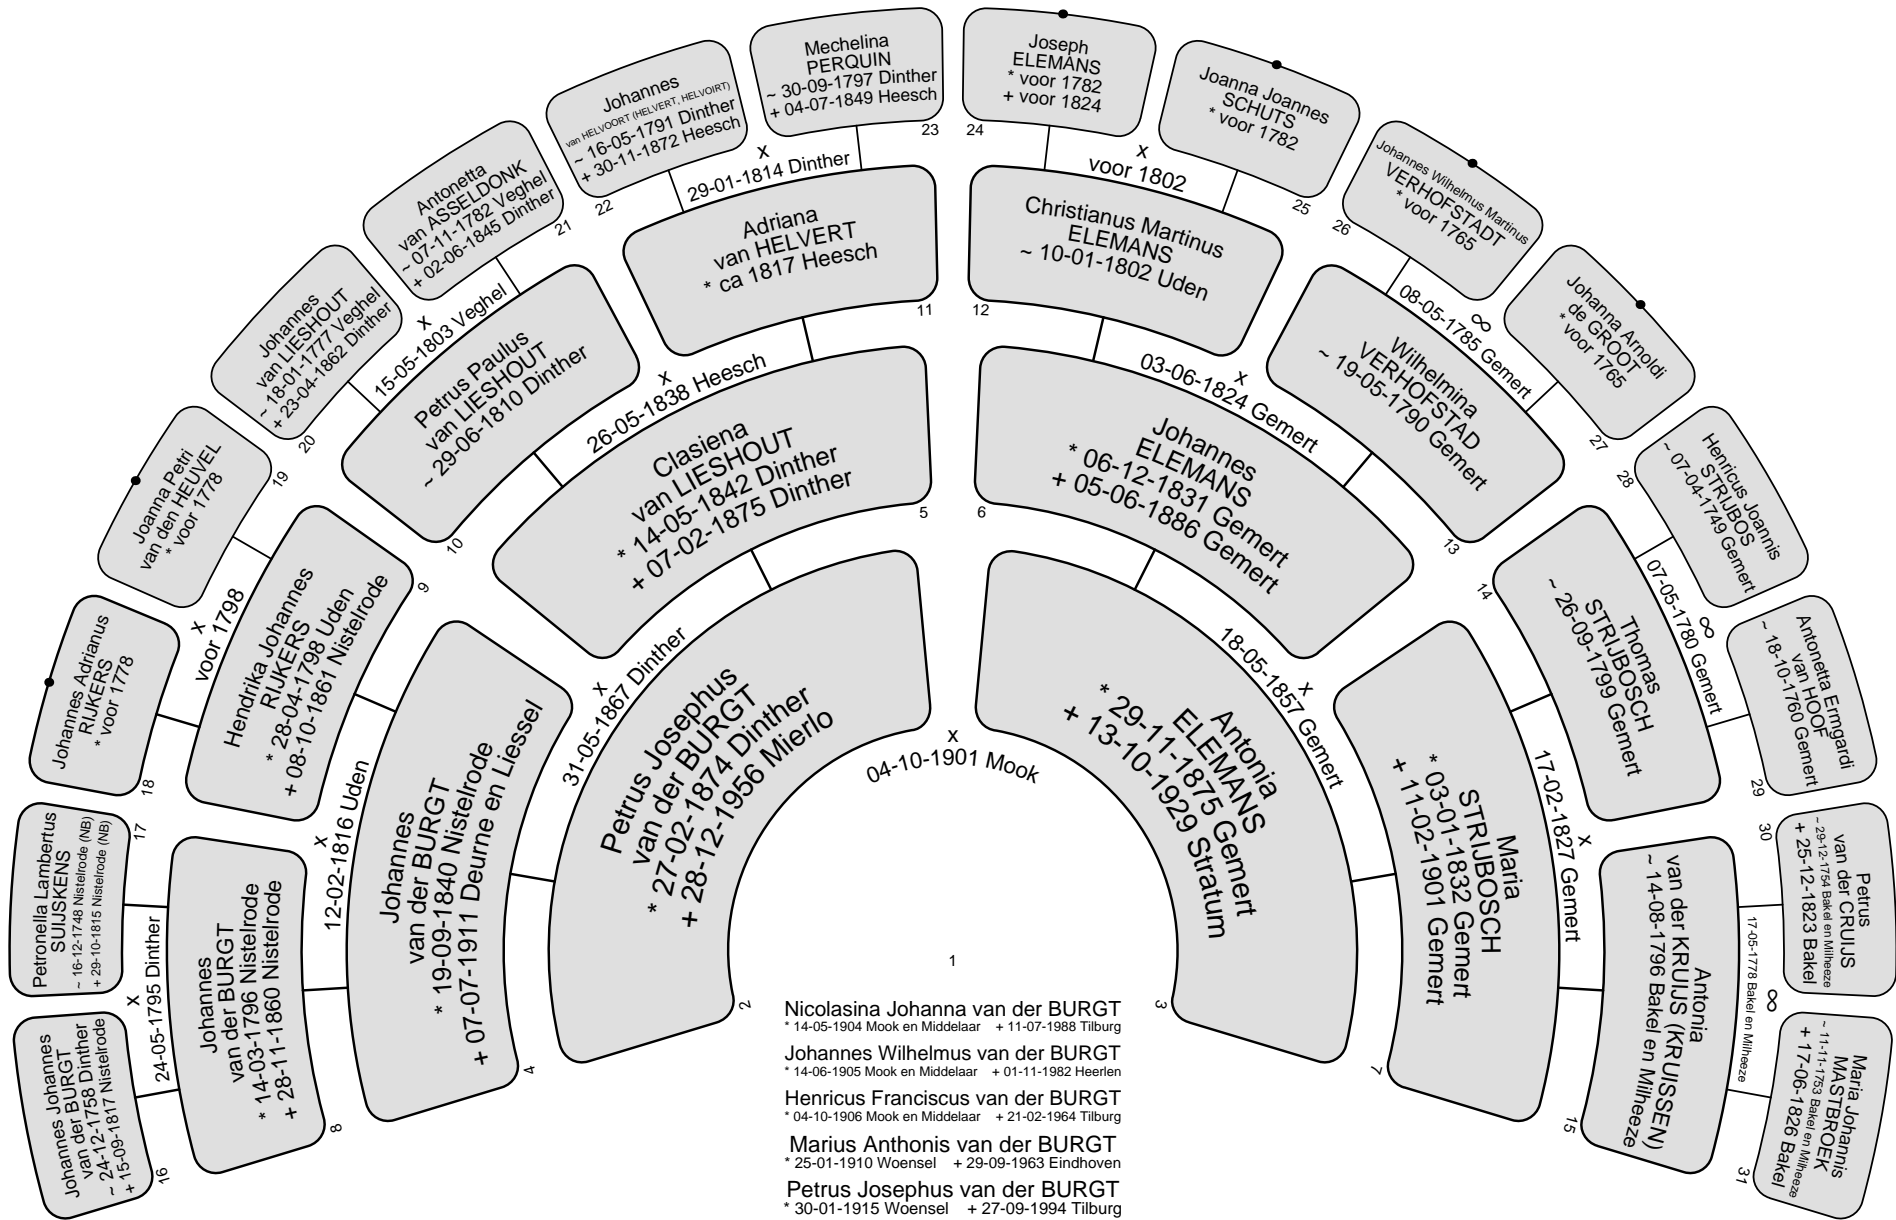 1
Nicolasina Johanna van der BURGT
* 14-05-1904 Mook en Middelaar + 11-07-1988 Tilburg
Johannes Wilhelmus van der BURGT
* 14-06-1905 Mook en Middelaar + 01-11-1982 Heerlen
Henricus Franciscus van der BURGT
* 04-10-1906 Mook en Middelaar + 21-02-1964 Tilburg
Marius Anthonis van der BURGT
* 25-01-1910 Woensel + 29-09-1963 Eindhoven
Petrus Josephus van der BURGT
* 30-01-1915 Woensel + 27-09-1994 Tilburg
Petrus Josephus
van der BURGT
* 27-02-1874 Dinther
+ 28-12-1956 Mierlo
2
x
04-10-1901 Mook
Antonia
ELEMANS
* 29-11-1875 Gemert
+ 13-10-1929 Stratum
3
Johannes
van der BURGT
* 19-09-1840 Nistelrode
+ 07-07-1911 Deurne en Liessel
4
x
31-05-1867 Dinther
Clasiena
van LIESHOUT
* 14-05-1842 Dinther
+ 07-02-1875 Dinther
5
Johannes
ELEMANS
* 06-12-1831 Gemert
+ 05-06-1886 Gemert
6
x
18-05-1857 Gemert
Maria
STRIJBOSCH
* 03-01-1832 Gemert
+ 11-02-1901 Gemert
7
Johannes
van der BURGT
* 14-03-1796 Nistelrode
+ 28-11-1860 Nistelrode
8
x
12-02-1816 Uden
Hendrika Johannes
RIJKERS
* 28-04-1798 Uden
+ 08-10-1861 Nistelrode
9
Petrus Paulus
van LIESHOUT
~ 29-06-1810 Dinther
10
x
26-05-1838 Heesch
Adriana
van HELVERT
* ca 1817 Heesch
11
Christianus Martinus
ELEMANS
~ 10-01-1802 Uden
12
x
03-06-1824 Gemert
Wilhelmina
VERHOFSTAD
~ 19-05-1790 Gemert
13
Thomas
STRIJBOSCH
~ 26-09-1799 Gemert
14
x
17-02-1827 Gemert
Antonia
van der KRUIJS (KRUISSEN)
~ 14-08-1796 Bakel en Milheeze
15
Johannes Johannes
van der BURGT
~ 24-12-1758 Dinther
+ 15-09-1817 Nistelrode
16
x
24-05-1795 Dinther
Petronella Lambertus
SUIJSKENS
~ 16-12-1748 Nistelrode (NB)
+ 29-10-1815 Nistelrode (NB)
17
Johannes Adrianus
RIJKERS
* voor 1778
18
x
voor 1798
Joanna Petri
van den HEUVEL
* voor 1778
19
Johannes
van LIESHOUT
~ 18-01-1777 Veghel
+ 23-04-1862 Dinther
20
x
15-05-1803 Veghel
Antonetta
van ASSELDONK
~ 07-11-1782 Veghel
+ 02-06-1845 Dinther
21
Johannes
van HELVOORT (HELVERT, HELVOIRT)
~ 16-05-1791 Dinther
+ 30-11-1872 Heesch
22
x
29-01-1814 Dinther
Mechelina
PERQUIN
~ 30-09-1797 Dinther
+ 04-07-1849 Heesch
23
Joseph
ELEMANS
* voor 1782
+ voor 1824
24
x
voor 1802
Joanna Joannes
SCHUTS
* voor 1782
25
Johannes Wilhelmus Martinus
VERHOFSTADT
* voor 1765
26
∞
08-05-1785 Gemert
Johanna Arnoldi
de GROOT
* voor 1765
27
Henricus Joannis
STRIJBOS
~ 07-04-1749 Gemert
28
∞
07-05-1780 Gemert
Antonetta Ermgardi
van HOOF
~ 18-10-1760 Gemert
29
Petrus
van der CRUIJS
~ 29-12-1754 Bakel en Milheeze
+ 25-12-1823 Bakel
30
∞
17-05-1778 Bakel en Milheeze
Maria Johannis
MASTBROEK
~ 11-11-1753 Bakel en Milheeze
+ 17-06-1826 Bakel
31